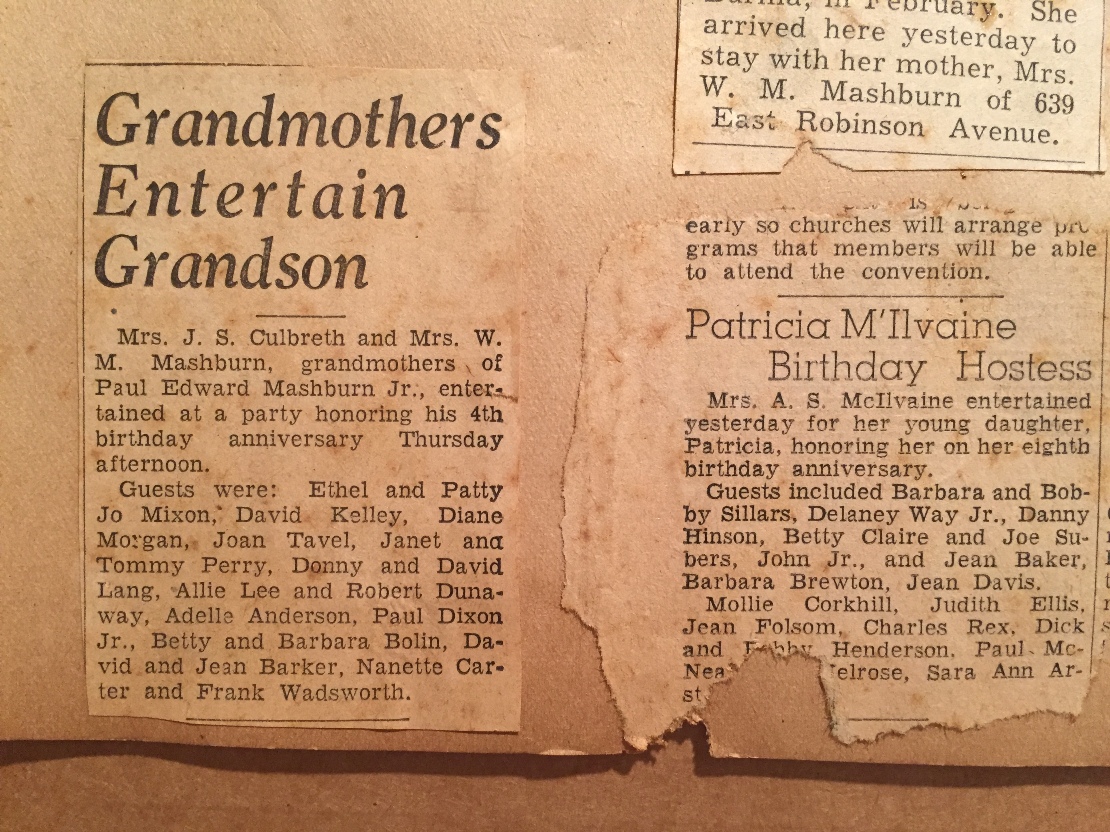 Grandmothers
Entertain
Grandson
Mrs. J. S. Culbreth and Mrs. W.
M. Mashburn, grandmothers of
Paul Edward Mashburn Jr., enter-
tained at a party honoring his 4th
birthday anniversary Thursday
afternoon.
Guests were: Ethel and Patty
Jo Mixon, David Kelley, Diane
Morgan, Joan Tavel, Janet and
Tommy Perry, Donny and David
Lang, Allie Lee and Robert Duna-
way, Adelle Anderson, Paul Dixon
Jr., Betty and Barbara Bolin, Da-
vid and Jean Barker, Nanette Car-
ter and Frank Wadsworth.
Burma, in February. She
arrived here yesterday to
stay with her mother, Mrs.
W. M. Mashburn of 639
East Robinson Avenue.
is
early so churches will arrange pro-
grams that members will be able
to attend the convention.
Patricia M'Ilvaine
Birthday Hostess
Mrs. A. S. McIlvaine entertained
yesterday for her young daughter,
Patricia, honoring her on her eighth
birthday anniversary.
Guests included Barbara and Bob-
by Sillars, Delaney Way Jr., Danny
Hinson, Betty Claire and Joe Su-
bers, John Jr., and Jean Baker,
Barbara Brewton, Jean Davis.
Mollie Corkhill, Judith Ellis,
Jean Folsom, Charles Rex, Dick
and Henderson, Paul Mc-
Nea elrose, Sara Ann Ar-
st